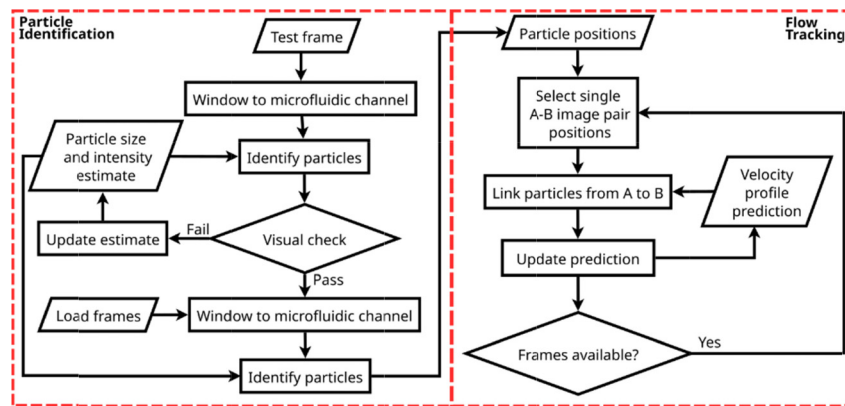 Particle
Identification
Test frame
Window to microfluidic channel
Particle size
and intensity
estimate
Identify particles
Update estimate
Fail
Visual check
Pass
Load frames
Window to microfluidic channel
Identify particles
Flow
Tracking
Particle positions
Select single
A-B image pair
positions
Link particles from A to B
Velocity
profile
prediction
Update prediction
Frames available?
Yes